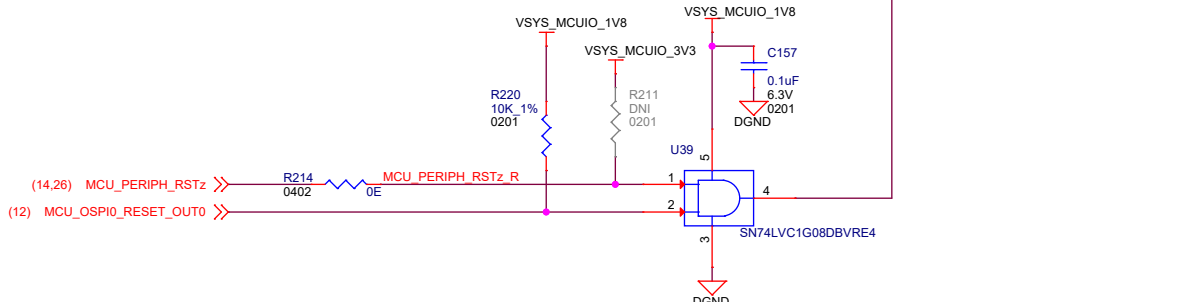 VSYS_MCUIO_1V8
VSYS_MCUIO_1V8
VSYS_MCUIO_3V3
C157
0.1uF
6.3V
0201
DGND
R220
10K_1%
0201
R211
DNI
0201
U39
5
(14,26) MCU_PERIPH_RSTz
R214
0402
0E
MCU_PERIPH_RSTz_R
1
4
(12) MCU_OSPI0_RESET_OUT0
2
SN74LVC1G08DBVRE4
3
DGND